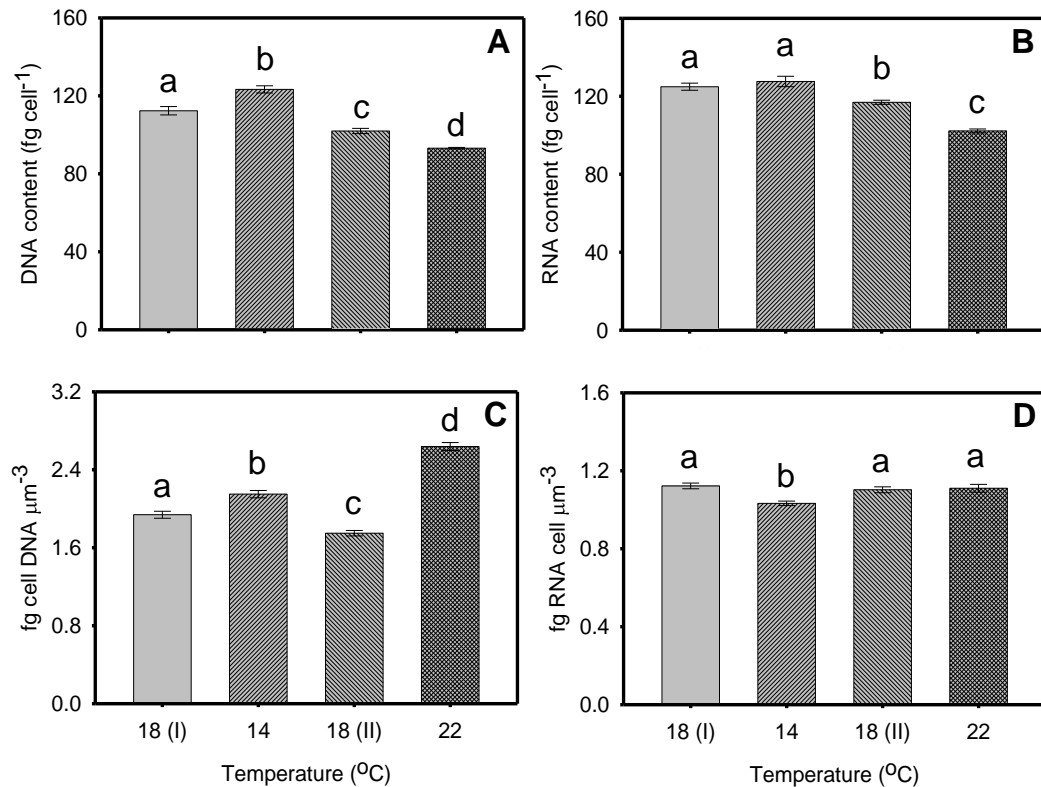 A
DNA content (fg cell-1)
160
120
80
40
0
a
b
c
d
B
RNA content (fg cell-1)
160
120
80
40
0
a
a
b
c
C
fg cell DNA μm-3
3.2
2.4
1.6
0.8
0.0
a
b
c
d
18 (I) 14 18 (II) 22
Temperature (oC)
D
fg RNA cell μm-3
1.6
1.2
0.8
0.4
0.0
a
b
a
a
18 (I) 14 18 (II) 22
Temperature (oC)